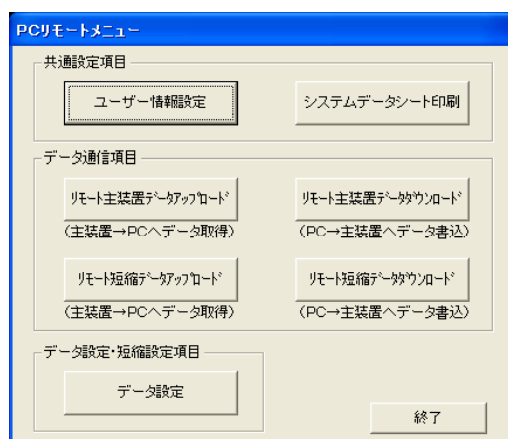 PCリモートメニュー
共通設定項目
ユーザー情報設定 システムデータシート印刷
データ通信項目
ﾘﾓｰﾄ主装置ﾃﾞｰﾀｱｯﾌﾟﾛｰﾄﾞ ﾘﾓｰﾄ主装置ﾃﾞｰﾀﾀﾞｳﾝﾛｰﾄﾞ
(主装置→PCへデータ取得) (PC→主装置へデータ書込)
ﾘﾓｰﾄ短縮ﾃﾞｰﾀｱｯﾌﾟﾛｰﾄﾞ ﾘﾓｰﾄ短縮ﾃﾞｰﾀﾀﾞｳﾝﾛｰﾄﾞ
(主装置→PCへデータ取得) (PC→主装置へデータ書込)
データ設定・短縮設定項目
データ設定
終了